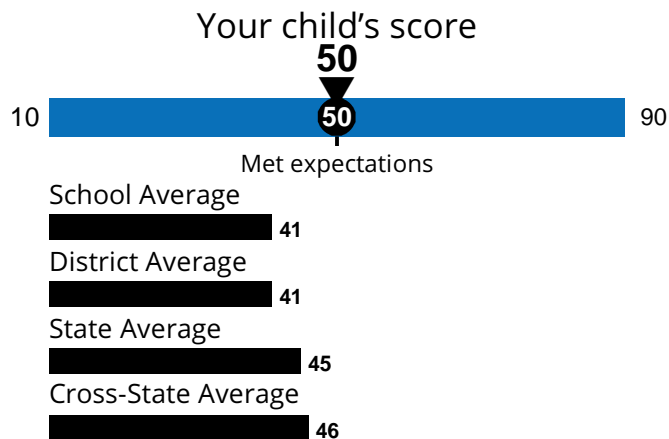 Your child’s score
50
10 50 90
Met expectations
School Average
41
District Average
41
State Average
45
Cross-State Average
46